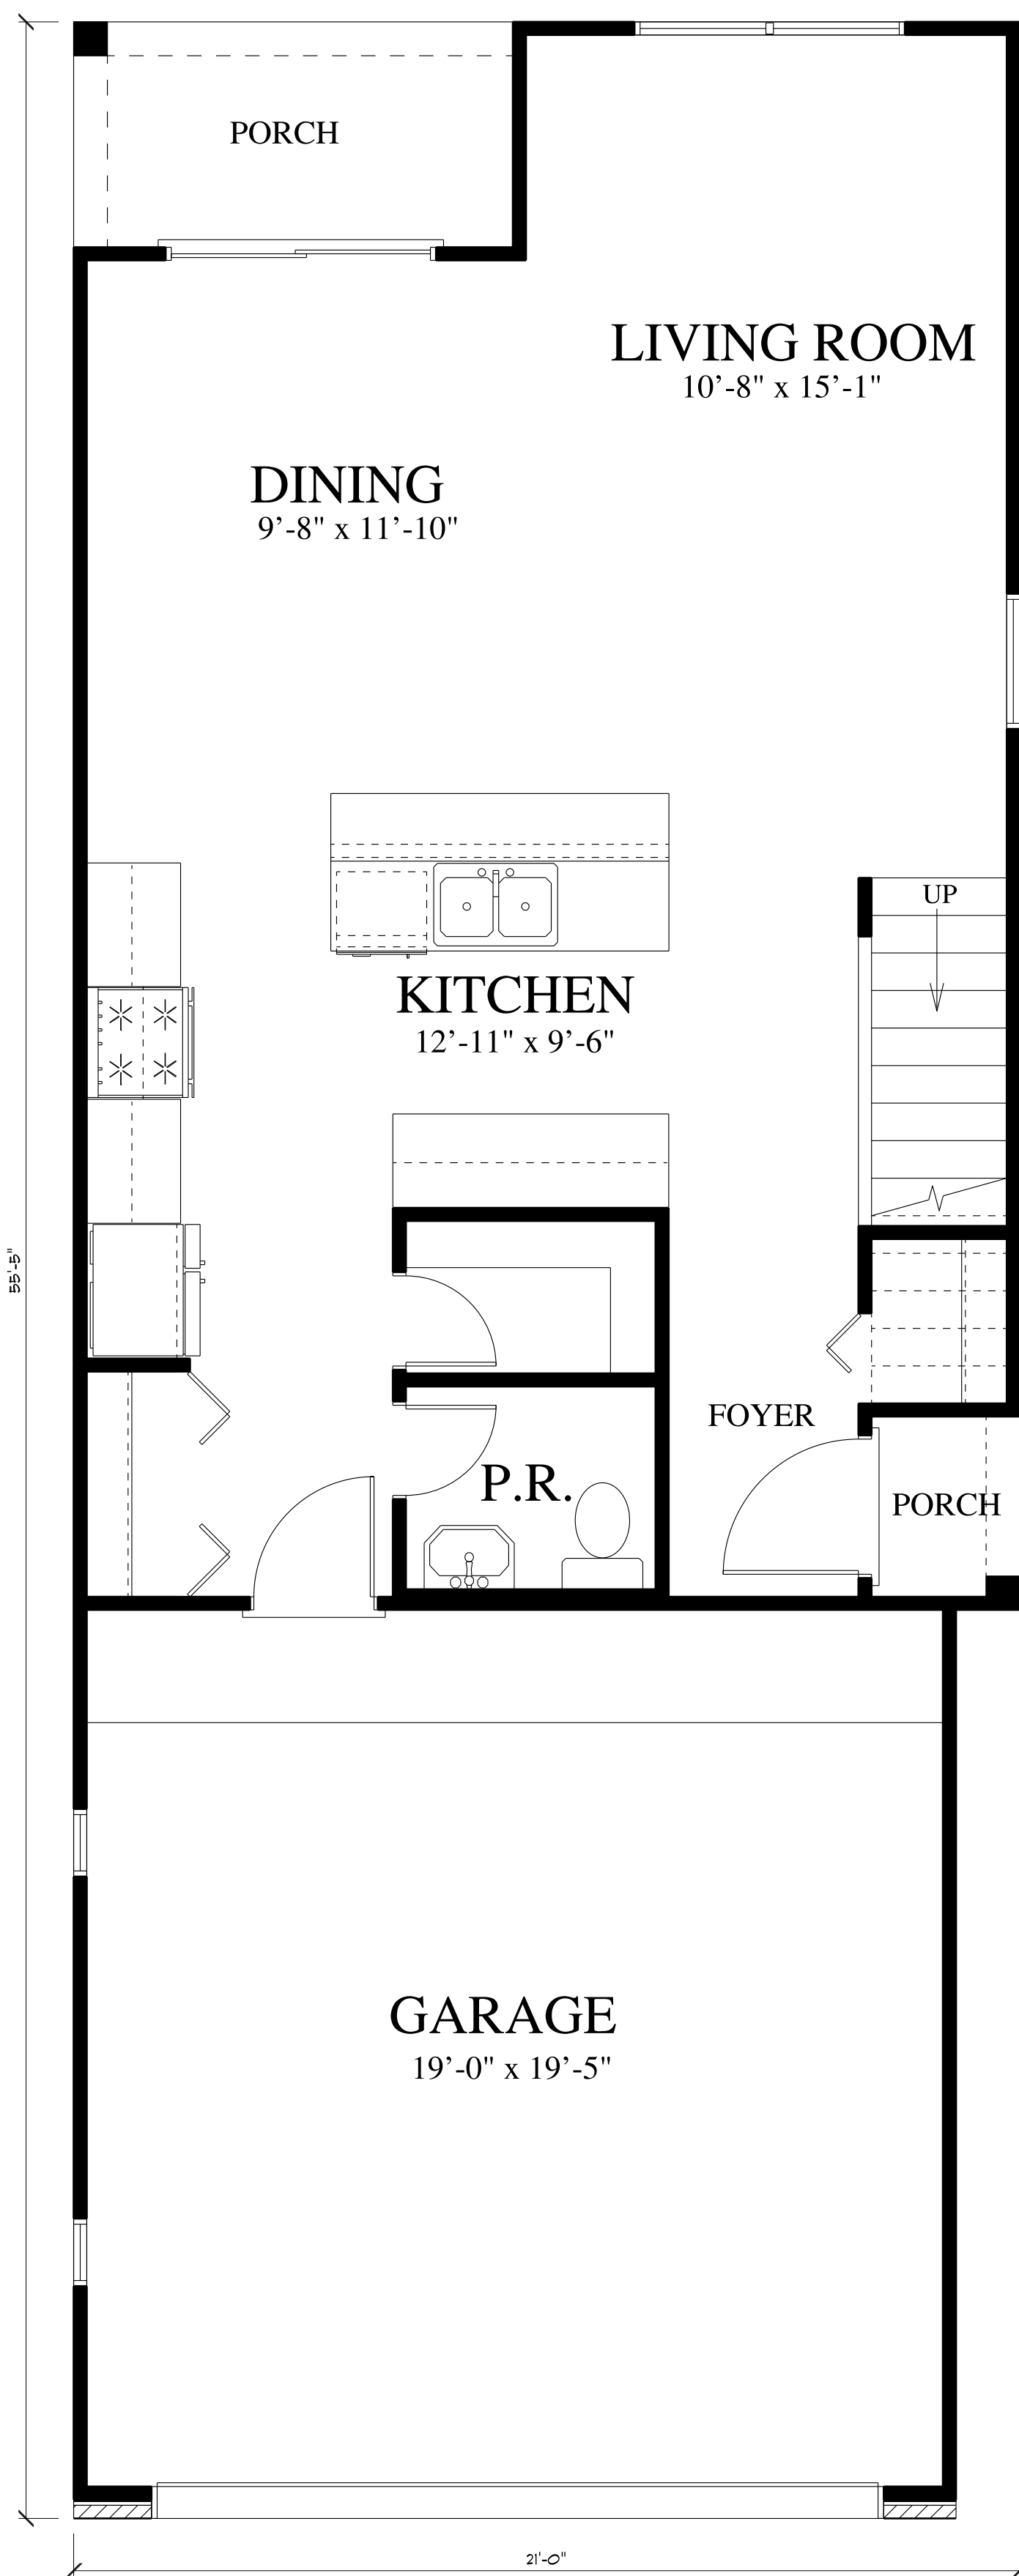 PORCH
LIVING ROOM
10’-8" x 15’-1"
DINING
9’-8" x 11’-10"
UP
KITCHEN
12’-11" x 9’-6"
55'-5"
FOYER
P.R.
PORCH
GARAGE
19’-0" x 19’-5"
21'-0"